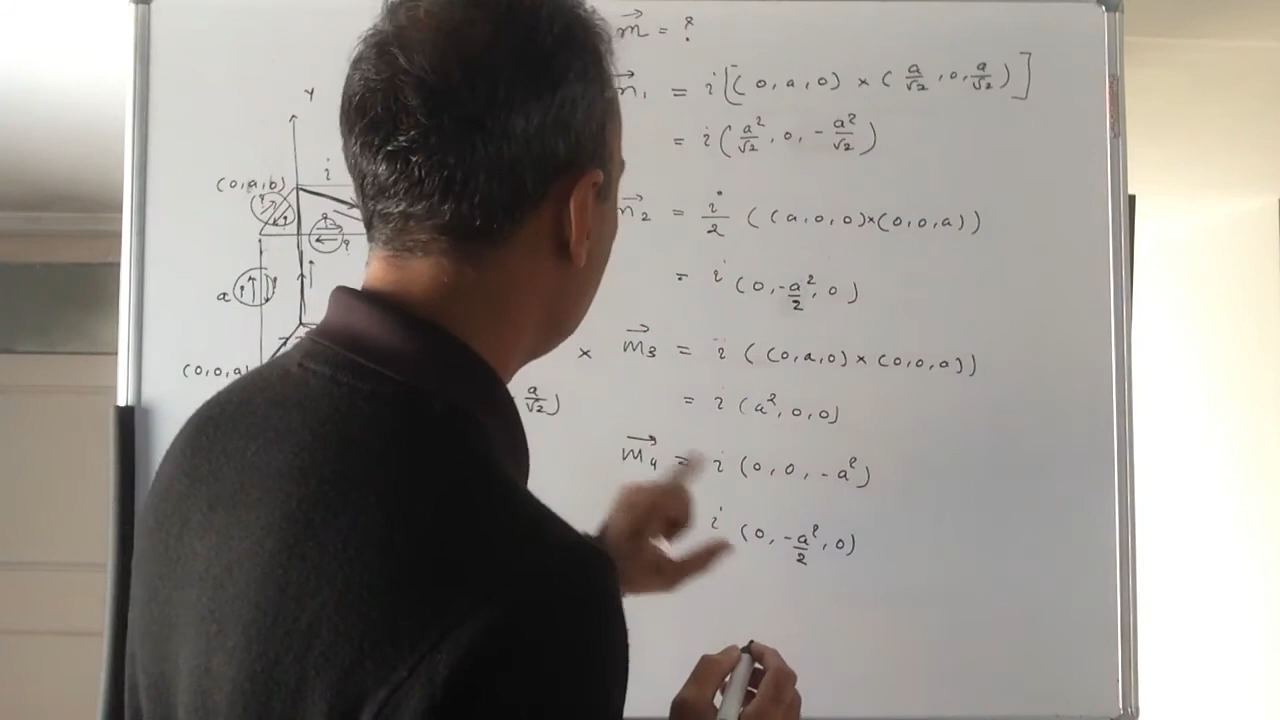 m⃗ = ?
m⃗₁ = i [(0, a, 0) × (a/√2, 0, a/√2)]
= i (a²/√2, 0, -a²/√2)
m⃗₂ = i/2 ((a, 0, 0) × (0, 0, a))
= i (0, -a²/2, 0)
× m⃗₃ = i ((0, a, 0) × (0, 0, a))
= i (a², 0, 0)
m⃗₄ = i (0, 0, -a²)
i (0, -a²/2, 0)
Y
i
(0, a, 0)
a
(0, 0, a
a/√2)